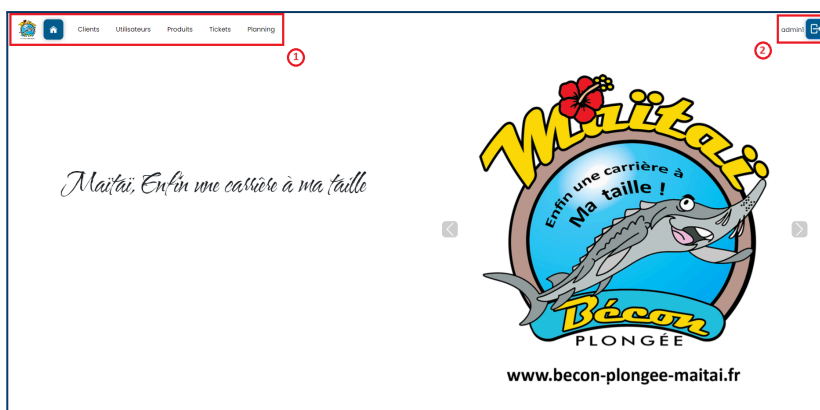 Clients Utilisateurs Produits Tickets Planning
admin1
1
2
Maïtaï
Enfin une carrière à
Ma taille !
Maïtaï, Enfin une carrière à ma taille
Bécon
PLONGÉE
www.becon-plongee-maitai.fr